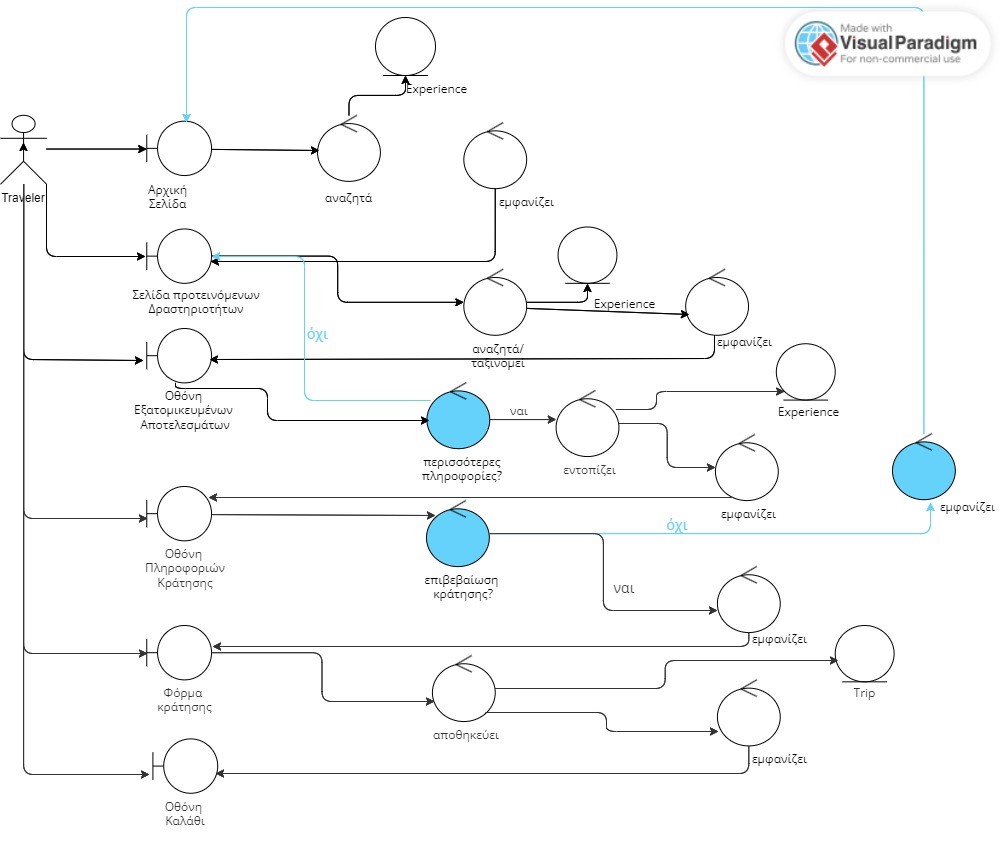 Made with
Visual Paradigm
For non-commercial use
Experience
Traveler
Αρχική
Σελίδα
αναζητά
εμφανίζει
Σελίδα προτεινόμενων
Δραστηριοτήτων
Experience
όχι
αναζητά/
ταξινομεί
εμφανίζει
Οθόνη
Εξατομικευμένων
Αποτελεσμάτων
ναι
Experience
περισσότερες
πληροφορίες?
εντοπίζει
εμφανίζει
εμφανίζει
όχι
Οθόνη
Πληροφοριών
Κράτησης
επιβεβαίωση
κράτησης?
ναι
εμφανίζει
Φόρμα
κράτησης
αποθηκεύει
Trip
εμφανίζει
Οθόνη
Καλάθι